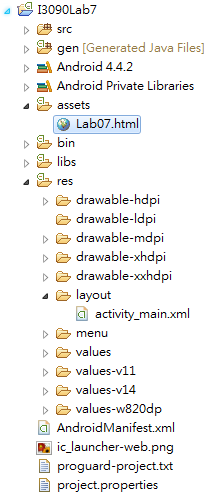 I3090Lab7
src
gen [Generated Java Files]
Android 4.4.2
Android Private Libraries
assets
Lab07.html
bin
libs
res
drawable-hdpi
drawable-ldpi
drawable-mdpi
drawable-xhdpi
drawable-xxhdpi
layout
activity_main.xml
menu
values
values-v11
values-v14
values-w820dp
AndroidManifest.xml
ic_launcher-web.png
proguard-project.txt
project.properties